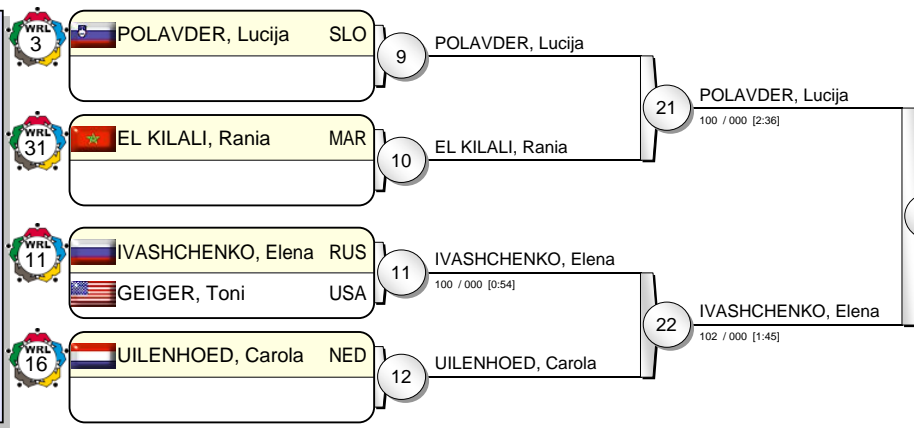 WRL
3
POLAVDER, Lucija SLO
9
POLAVDER, Lucija
21
POLAVDER, Lucija
100 / 000 [2:36]
WRL
31
EL KILALI, Rania MAR
10
EL KILALI, Rania
WRL
11
IVASHCHENKO, Elena RUS
GEIGER, Toni USA
11
IVASHCHENKO, Elena
100 / 000 [0:54]
22
IVASHCHENKO, Elena
102 / 000 [1:45]
WRL
16
UILENHOED, Carola NED
12
UILENHOED, Carola